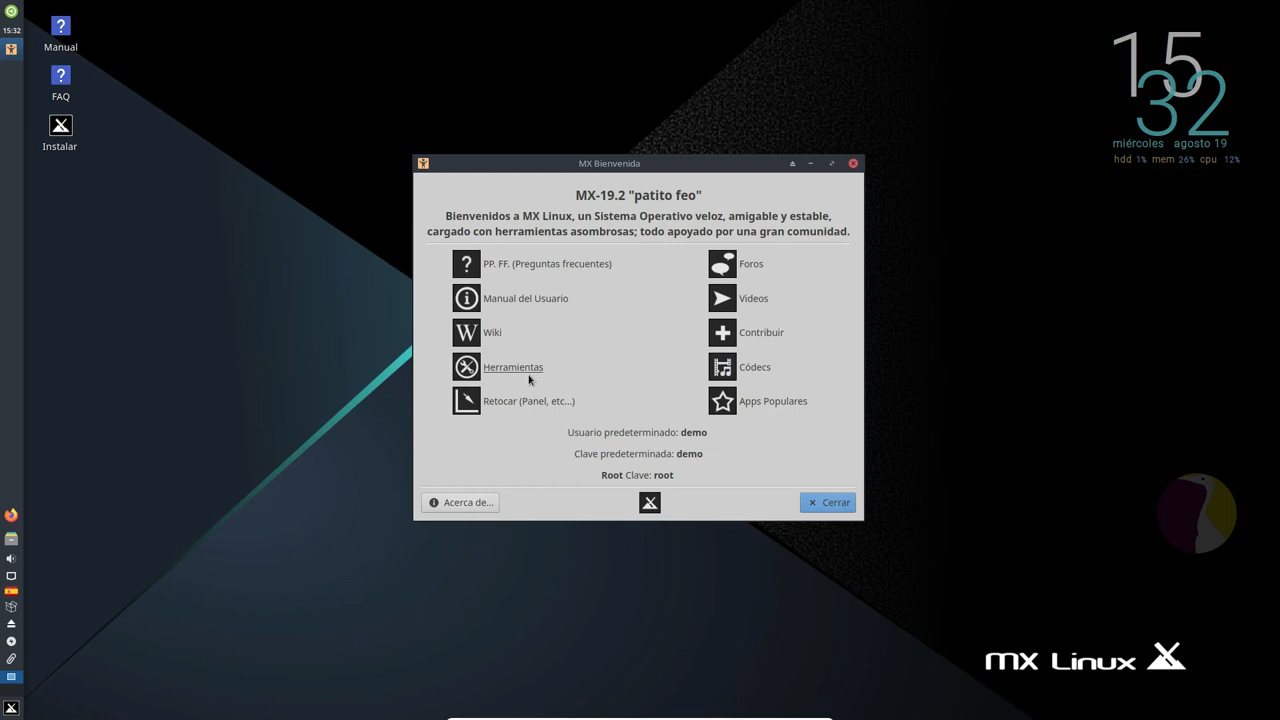 15:32
Manual
FAQ
Instalar
15
32
miércoles agosto 19
hdd 1% mem 26% cpu 12%
MX Bienvenida
MX-19.2 "patito feo"
Bienvenidos a MX Linux, un Sistema Operativo veloz, amigable y estable,
cargado con herramientas asombrosas; todo apoyado por una gran comunidad.
PP. FF. (Preguntas frecuentes)
Foros
Manual del Usuario
Videos
Wiki
Contribuir
Herramientas
Códecs
Retocar (Panel, etc...)
Apps Populares
Usuario predeterminado: demo
Clave predeterminada: demo
Root Clave: root
Acerca de...
Cerrar
MX Linux